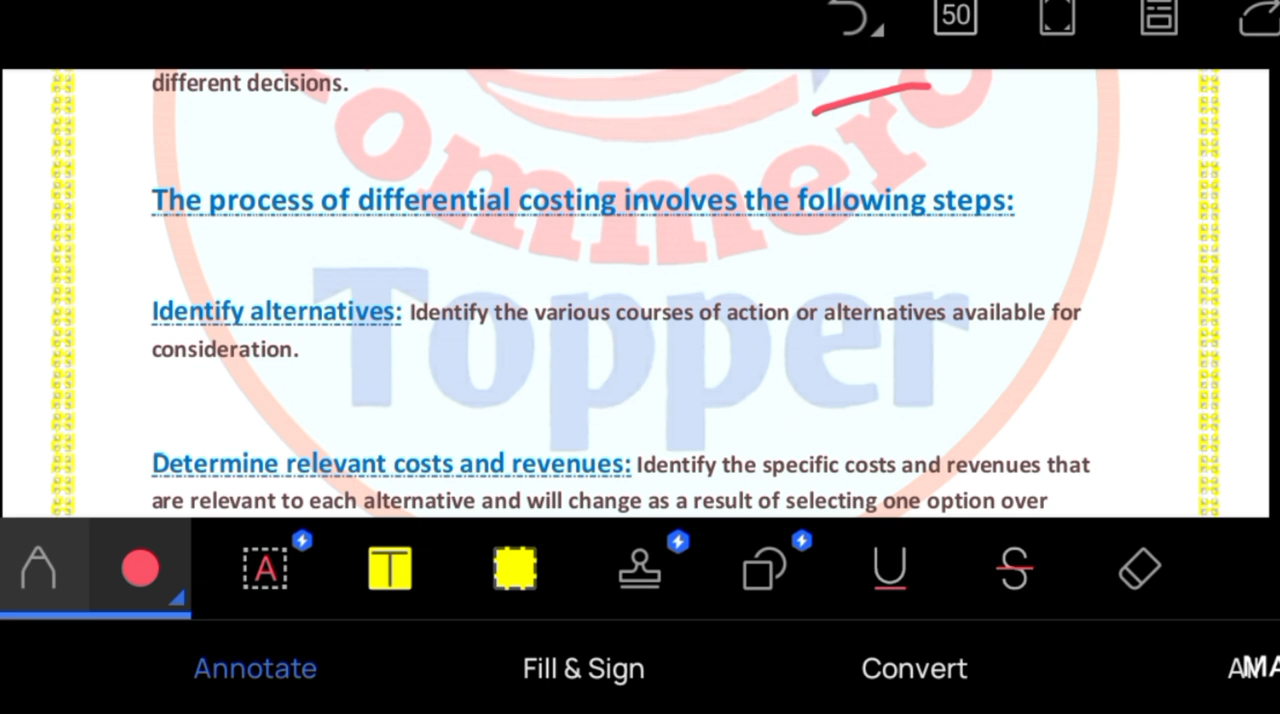 50
different decisions.
ommerc
The process of differential costing involves the following steps:
Topper
Identify alternatives: Identify the various courses of action or alternatives available for
consideration.
Determine relevant costs and revenues: Identify the specific costs and revenues that
are relevant to each alternative and will change as a result of selecting one option over
A
T
U
S
Annotate
Fill & Sign
Convert